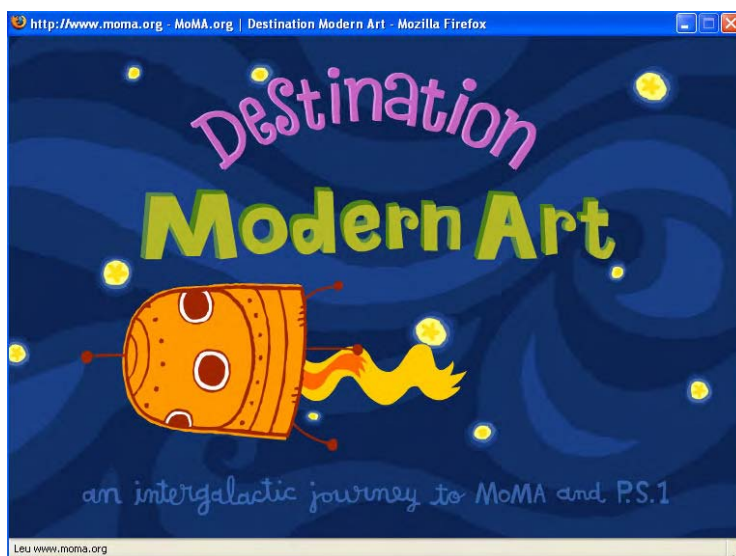 http://www.moma.org - MoMA.org | Destination Modern Art - Mozilla Firefox
Destination
Modern Art
an intergalactic journey to MoMA and P.S.1
Leu www.moma.org